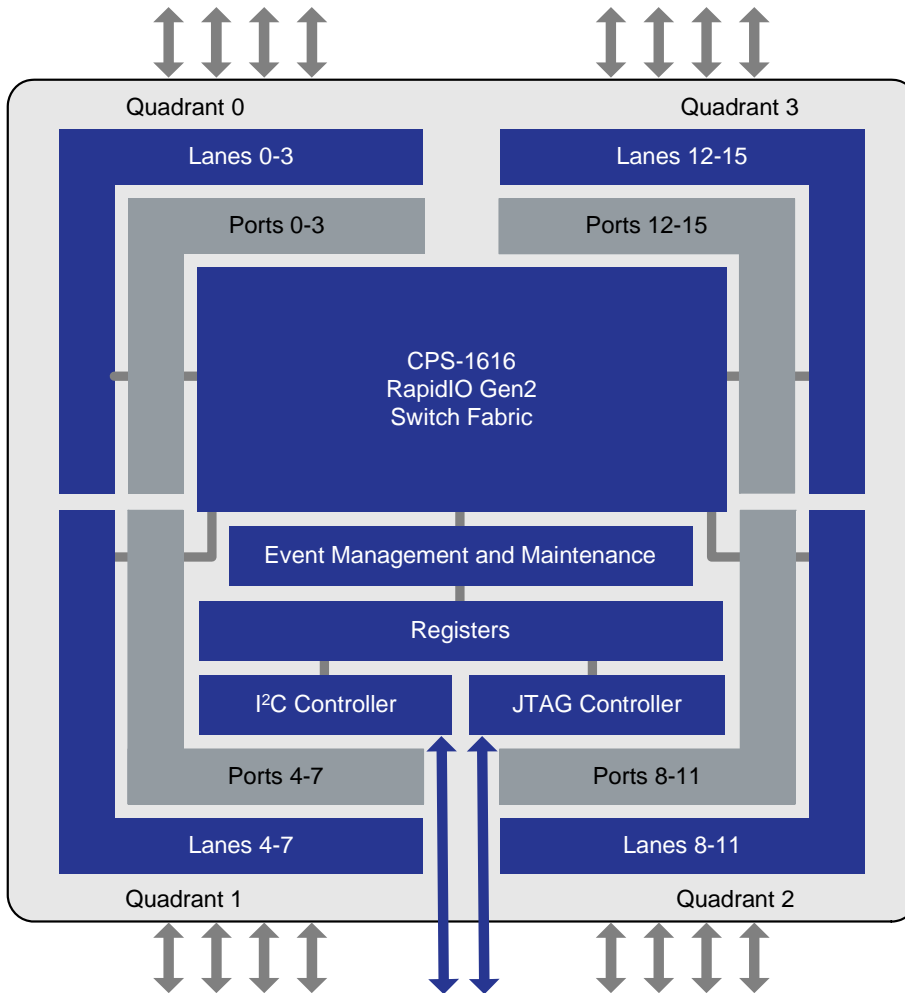 Quadrant 0
Quadrant 3
Lanes 0-3
Lanes 12-15
Ports 0-3
Ports 12-15
CPS-1616
RapidIO Gen2
Switch Fabric
Event Management and Maintenance
Registers
I²C Controller
JTAG Controller
Ports 4-7
Ports 8-11
Lanes 4-7
Lanes 8-11
Quadrant 1
Quadrant 2